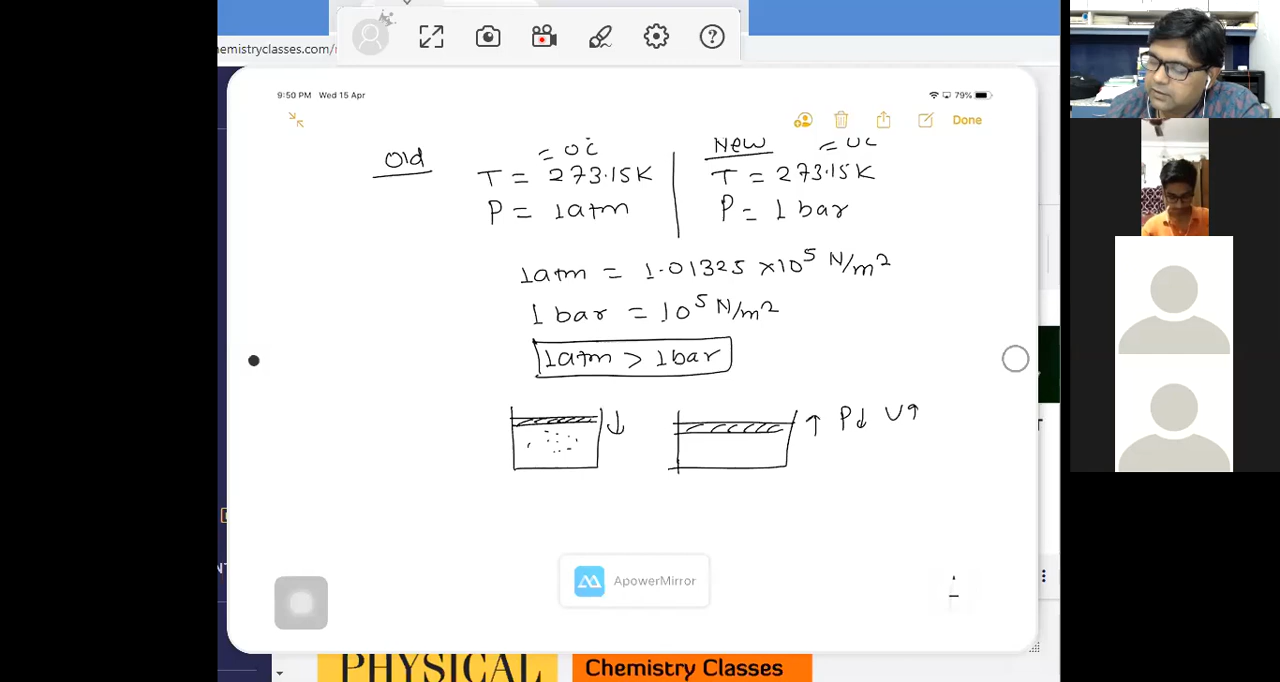 emistryclasses.com/
9:50 PM Wed 15 Apr
79%
Done
Old
= 0°C
T = 273.15K
P = 1atm
New
= 0°C
T = 273.15K
P = 1 bar
1atm = 1.01325 ×10⁵ N/m²
1 bar = 10⁵ N/m²
1atm > 1bar
↓
↑ P↓ V↑
ApowerMirror
PHYSICAL
Chemistry Classes